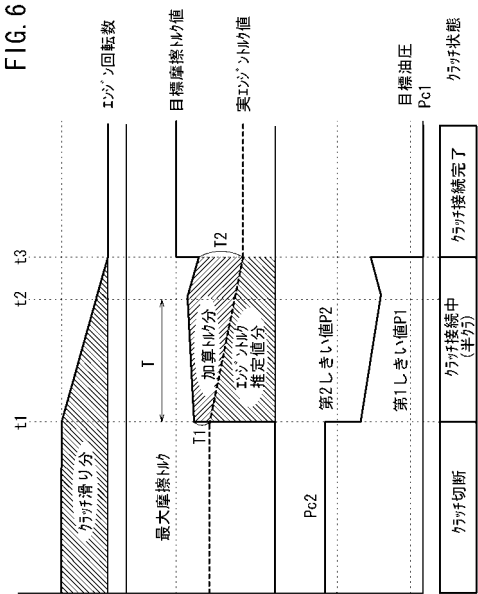 FIG. 6
t1
t2
t3
エンジン回転数
クラッチ滑り分
目標摩擦トルク値
最大摩擦トルク
T
T1
T2
加算トルク分
エンジントルク
推定値分
実エンジントルク値
第2しきい値P2
第1しきい値P1
Pc2
目標油圧
Pc1
クラッチ状態
クラッチ切断
クラッチ接続中
(半クラ)
クラッチ接続完了